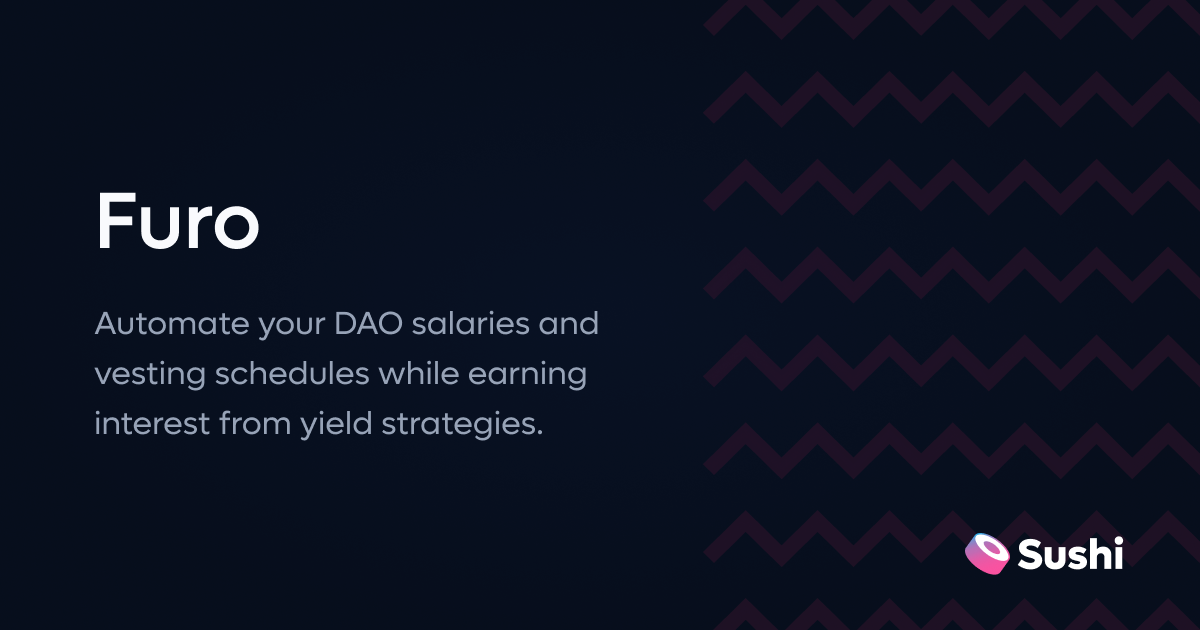 Furo
Automate your DAO salaries and
vesting schedules while earning
interest from yield strategies.
Sushi